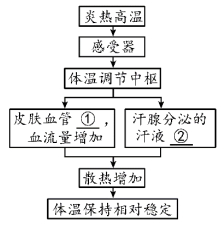 炎热高温
感受器
体温调节中枢
皮肤血管 ① ，
血流量增加
汗腺分泌的
汗液 ②
散热增加
体温保持相对稳定